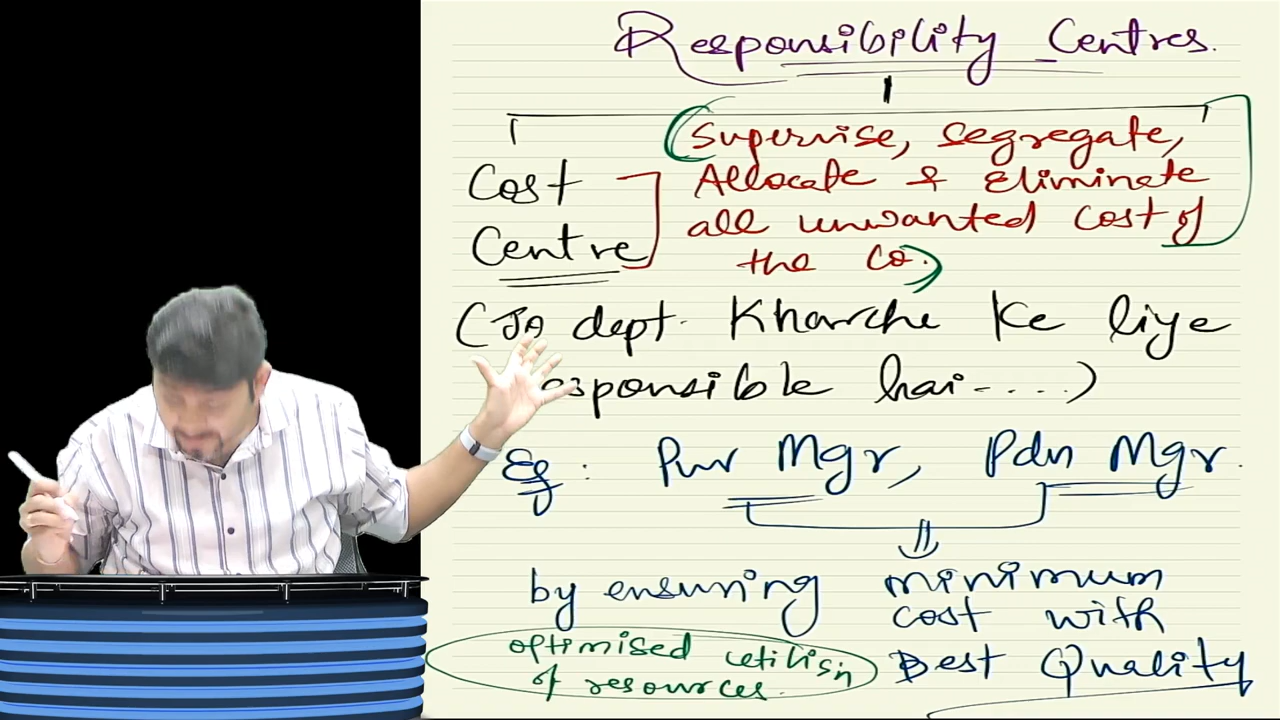 Responsibility Centres.
Cost
Centre
(Supervise, segregate,
Allocate & Eliminate
all unwanted cost of
the Co.)
( JA dept. Kharche Ke liye
esponsible hai-....)
Eg : Pur Mgr, Pdn Mgr.
by ensuring minimum
cost with
Best Quality
optimised utilisn
of resources.